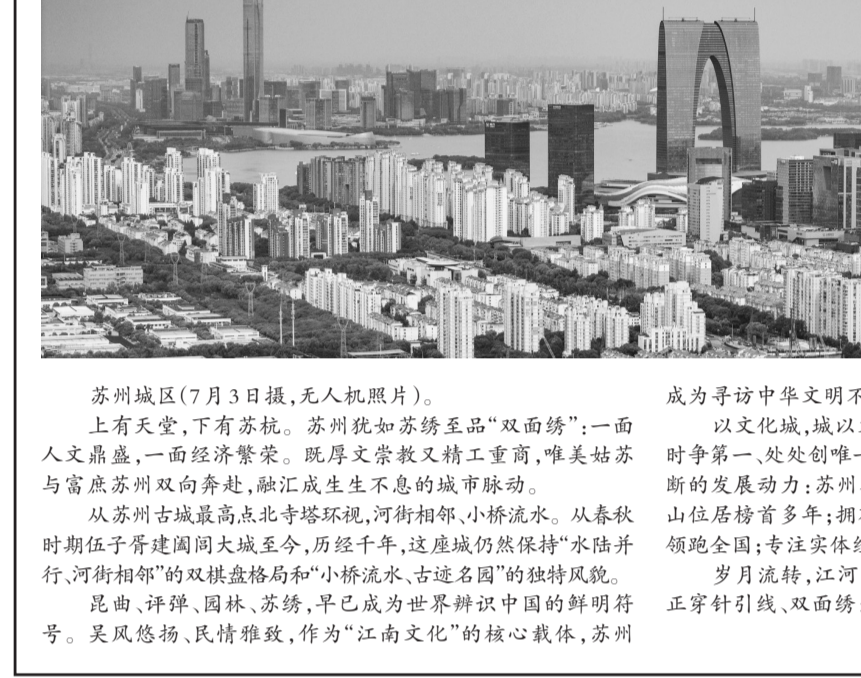 苏州城区(7月3日摄,无人机照片)。
上有天堂,下有苏杭。苏州犹如苏绣至品“双面绣”:一面
人文鼎盛,一面经济繁荣。既厚文崇教又精工重商,唯美姑苏
与富庶苏州双向奔赴,融汇成生生不息的城市脉动。
从苏州古城最高点北寺塔环视,河街相邻、小桥流水。从春秋
时期伍子胥建阖闾大城至今,历经千年,这座城仍然保持“水陆并
行、河街相邻”的双棋盘格局和“小桥流水、古迹名园”的独特风貌。
昆曲、评弹、园林、苏绣,早已成为世界辨识中国的鲜明符
号。吴风悠扬、民情雅致,作为“江南文化”的核心载体,苏州
成为寻访中华文明不
以文化城,城以
时争第一、处处创唯一
断的发展动力:苏州
山位居榜首多年;拥
领跑全国;专注实体经
岁月流转,江河
正穿针引线、双面绣